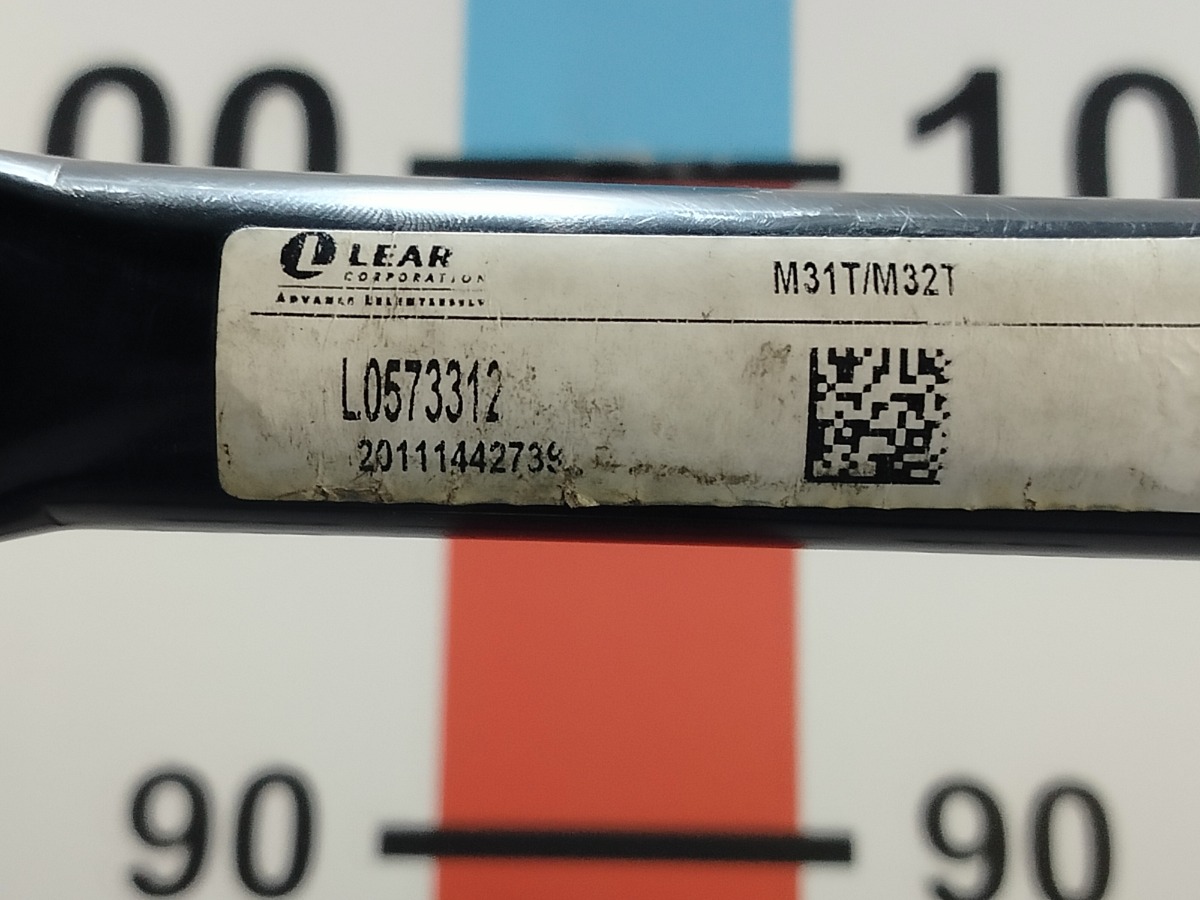 00 10
LEAR
CORPORATION
M31T/M32T
L0573312
20111442739
90 90